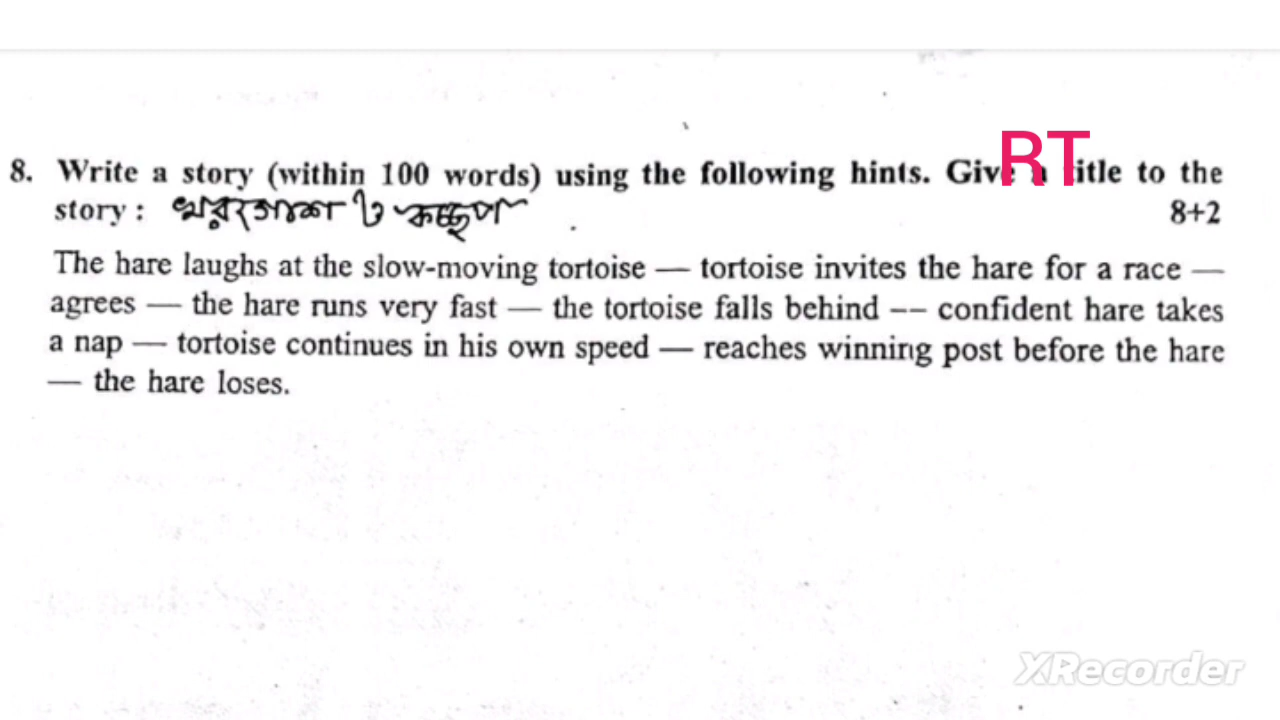 RT
8. Write a story (within 100 words) using the following hints. Give a title to the
story : খরগোশ ও কচ্ছপ
8+2
The hare laughs at the slow-moving tortoise — tortoise invites the hare for a race —
agrees — the hare runs very fast — the tortoise falls behind -- confident hare takes
a nap — tortoise continues in his own speed — reaches winning post before the hare
— the hare loses.
XRecorder